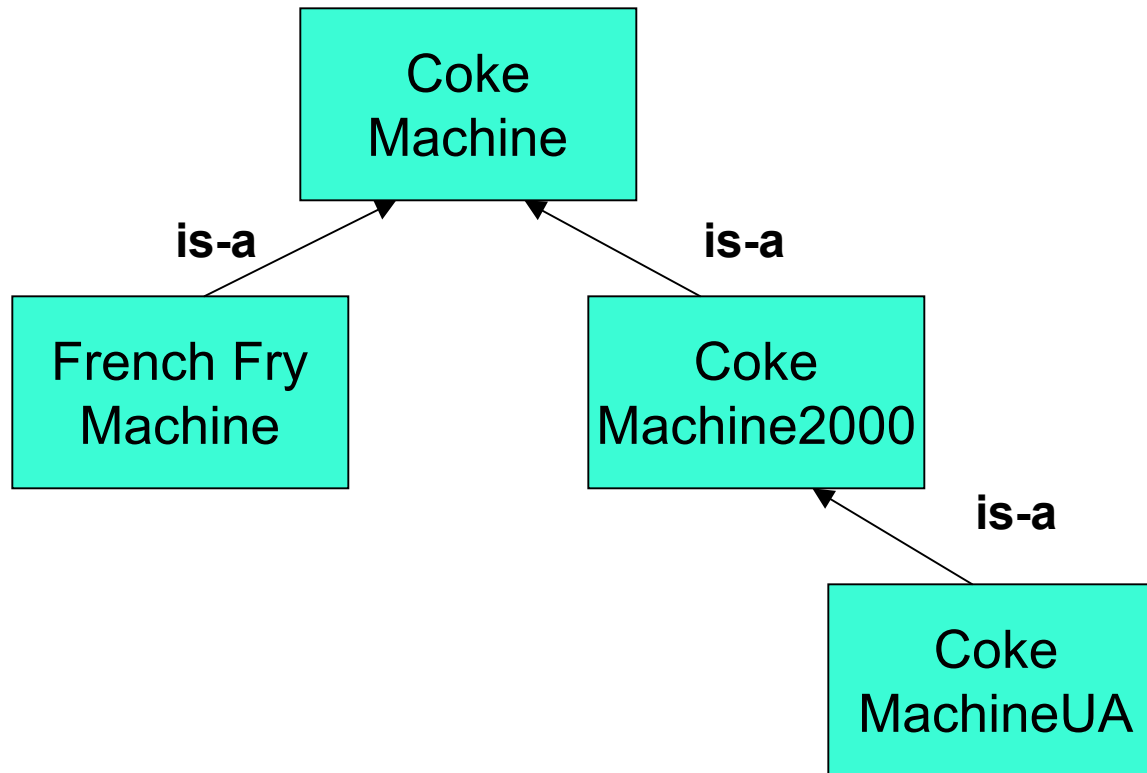 Coke
Machine
is-a
is-a
French Fry
Machine
Coke
Machine2000
is-a
Coke
MachineUA